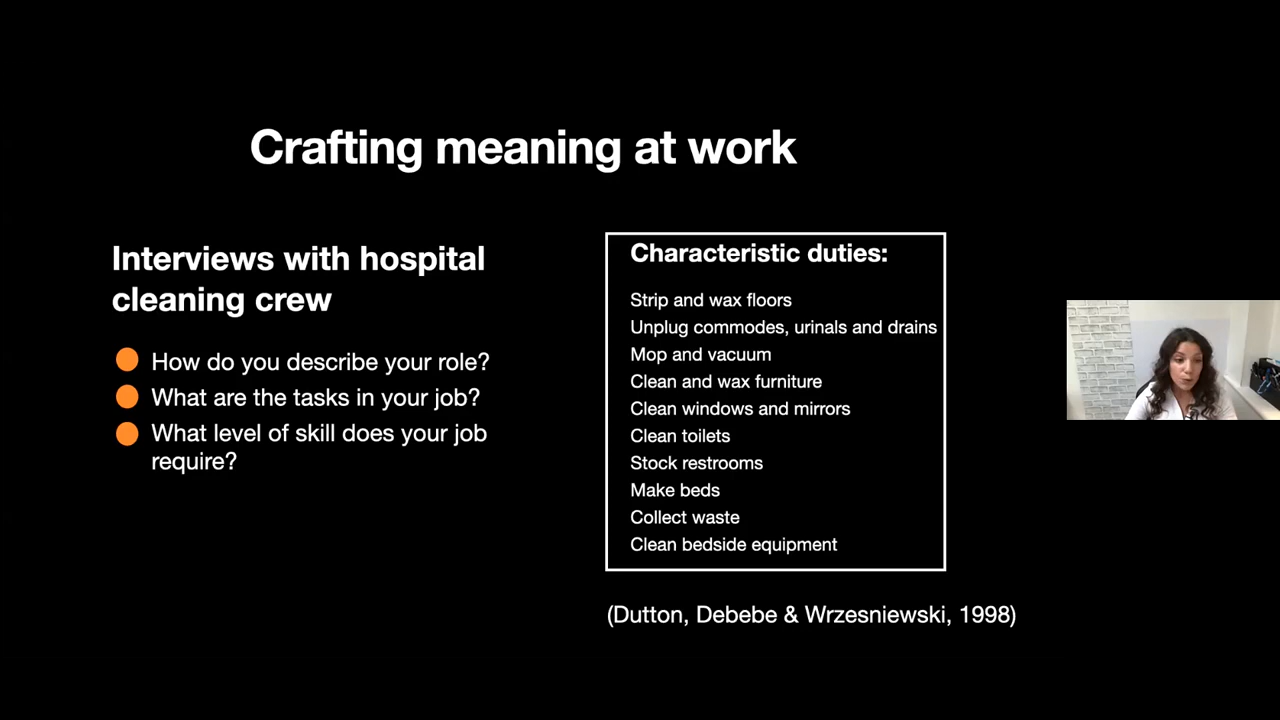 Crafting meaning at work
Interviews with hospital
cleaning crew
How do you describe your role?
What are the tasks in your job?
What level of skill does your job
require?
Characteristic duties:
Strip and wax floors
Unplug commodes, urinals and drains
Mop and vacuum
Clean and wax furniture
Clean windows and mirrors
Clean toilets
Stock restrooms
Make beds
Collect waste
Clean bedside equipment
(Dutton, Debebe & Wrzesniewski, 1998)